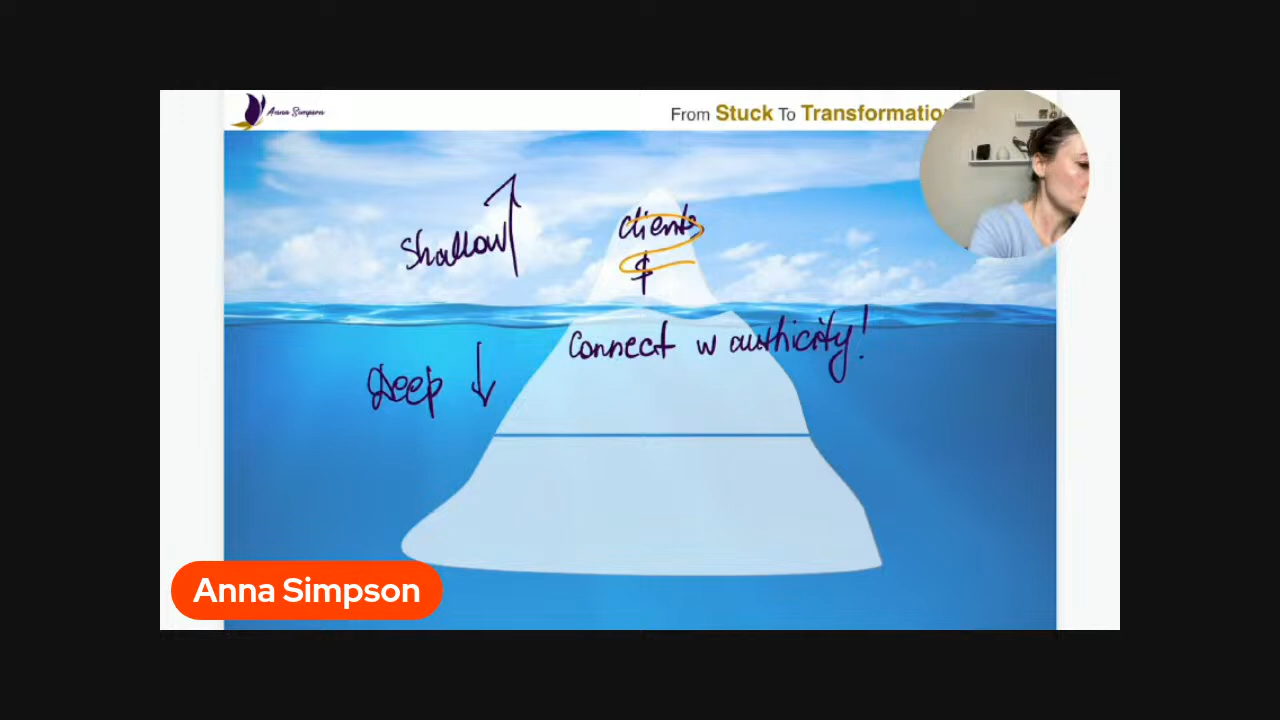 Anna Simpson
From Stuck To Transformatio
clients
Shallow
$
Connect w authicity!
Deep
Anna Simpson